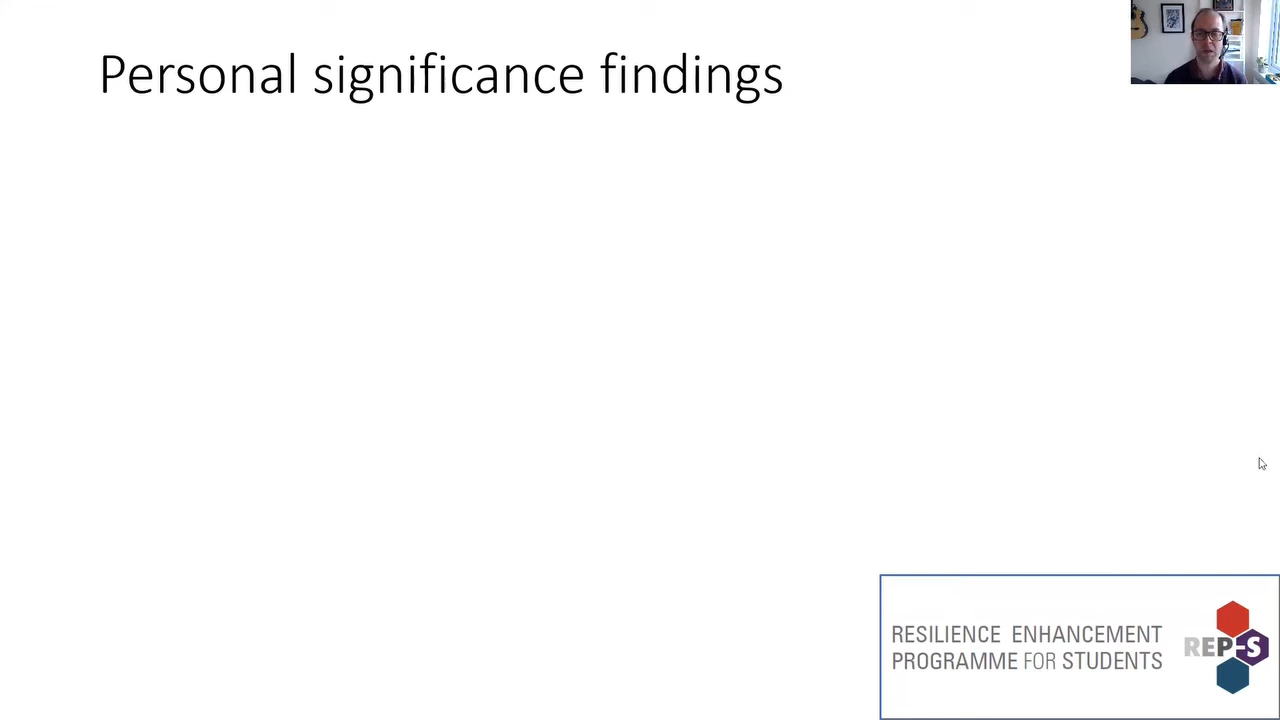 Personal significance findings
RESILIENCE ENHANCEMENT
PROGRAMME FOR STUDENTS
REP-S